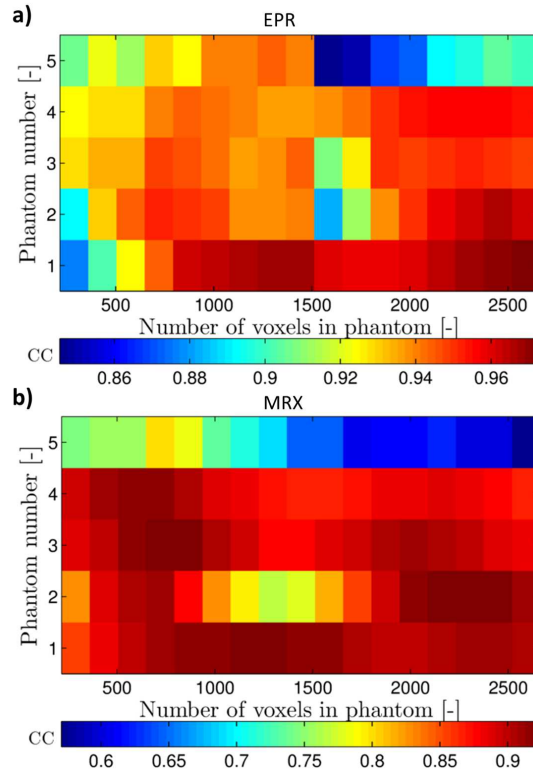 a)
EPR
Phantom number [-]
5
4
3
2
1
500 1000 1500 2000 2500
Number of voxels in phantom [-]
CC
0.86 0.88 0.9 0.92 0.94 0.96
b)
MRX
Phantom number [-]
5
4
3
2
1
500 1000 1500 2000 2500
Number of voxels in phantom [-]
CC
0.6 0.65 0.7 0.75 0.8 0.85 0.9